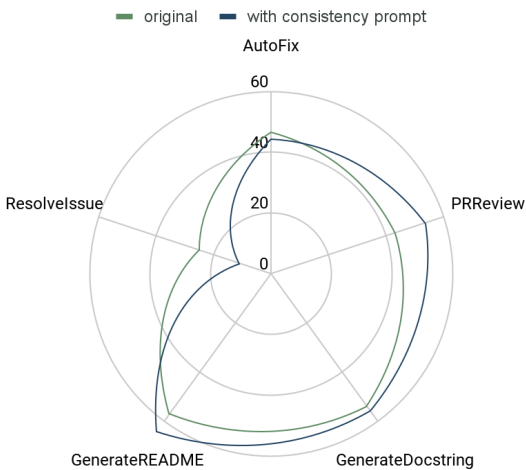 original with consistency prompt
AutoFix
60
40
20
0
ResolveIssue
PRReview
GenerateREADME
GenerateDocstring